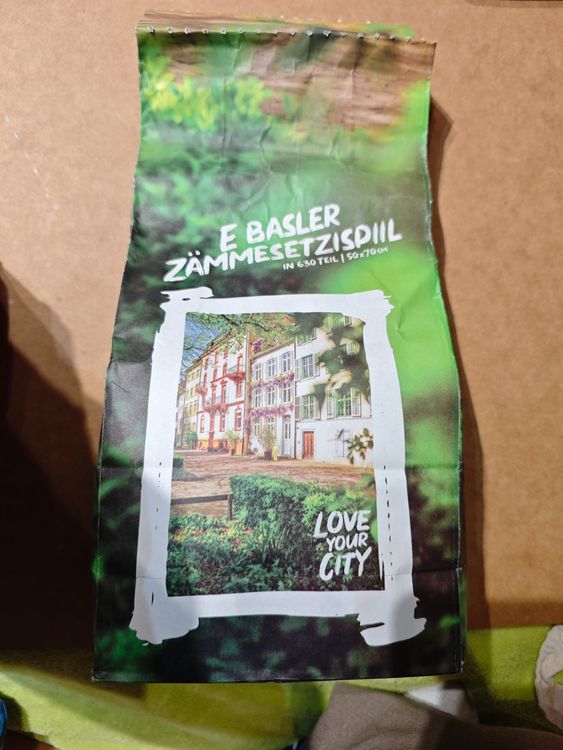 E BASLER
ZÄMMESETZISPIIL
IN 630 TEIL | 50x70cm
LOVE
YOUR
CITY